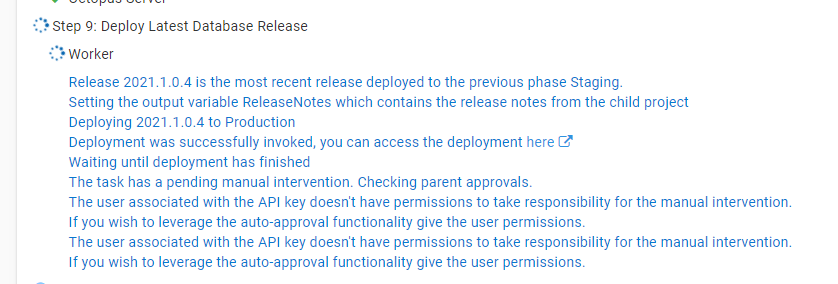 Octopus Server
Step 9: Deploy Latest Database Release
Worker
Release 2021.1.0.4 is the most recent release deployed to the previous phase Staging.
Setting the output variable ReleaseNotes which contains the release notes from the child project
Deploying 2021.1.0.4 to Production
Deployment was successfully invoked, you can access the deployment here
Waiting until deployment has finished
The task has a pending manual intervention. Checking parent approvals.
The user associated with the API key doesn't have permissions to take responsibility for the manual intervention.
If you wish to leverage the auto-approval functionality give the user permissions.
The user associated with the API key doesn't have permissions to take responsibility for the manual intervention.
If you wish to leverage the auto-approval functionality give the user permissions.